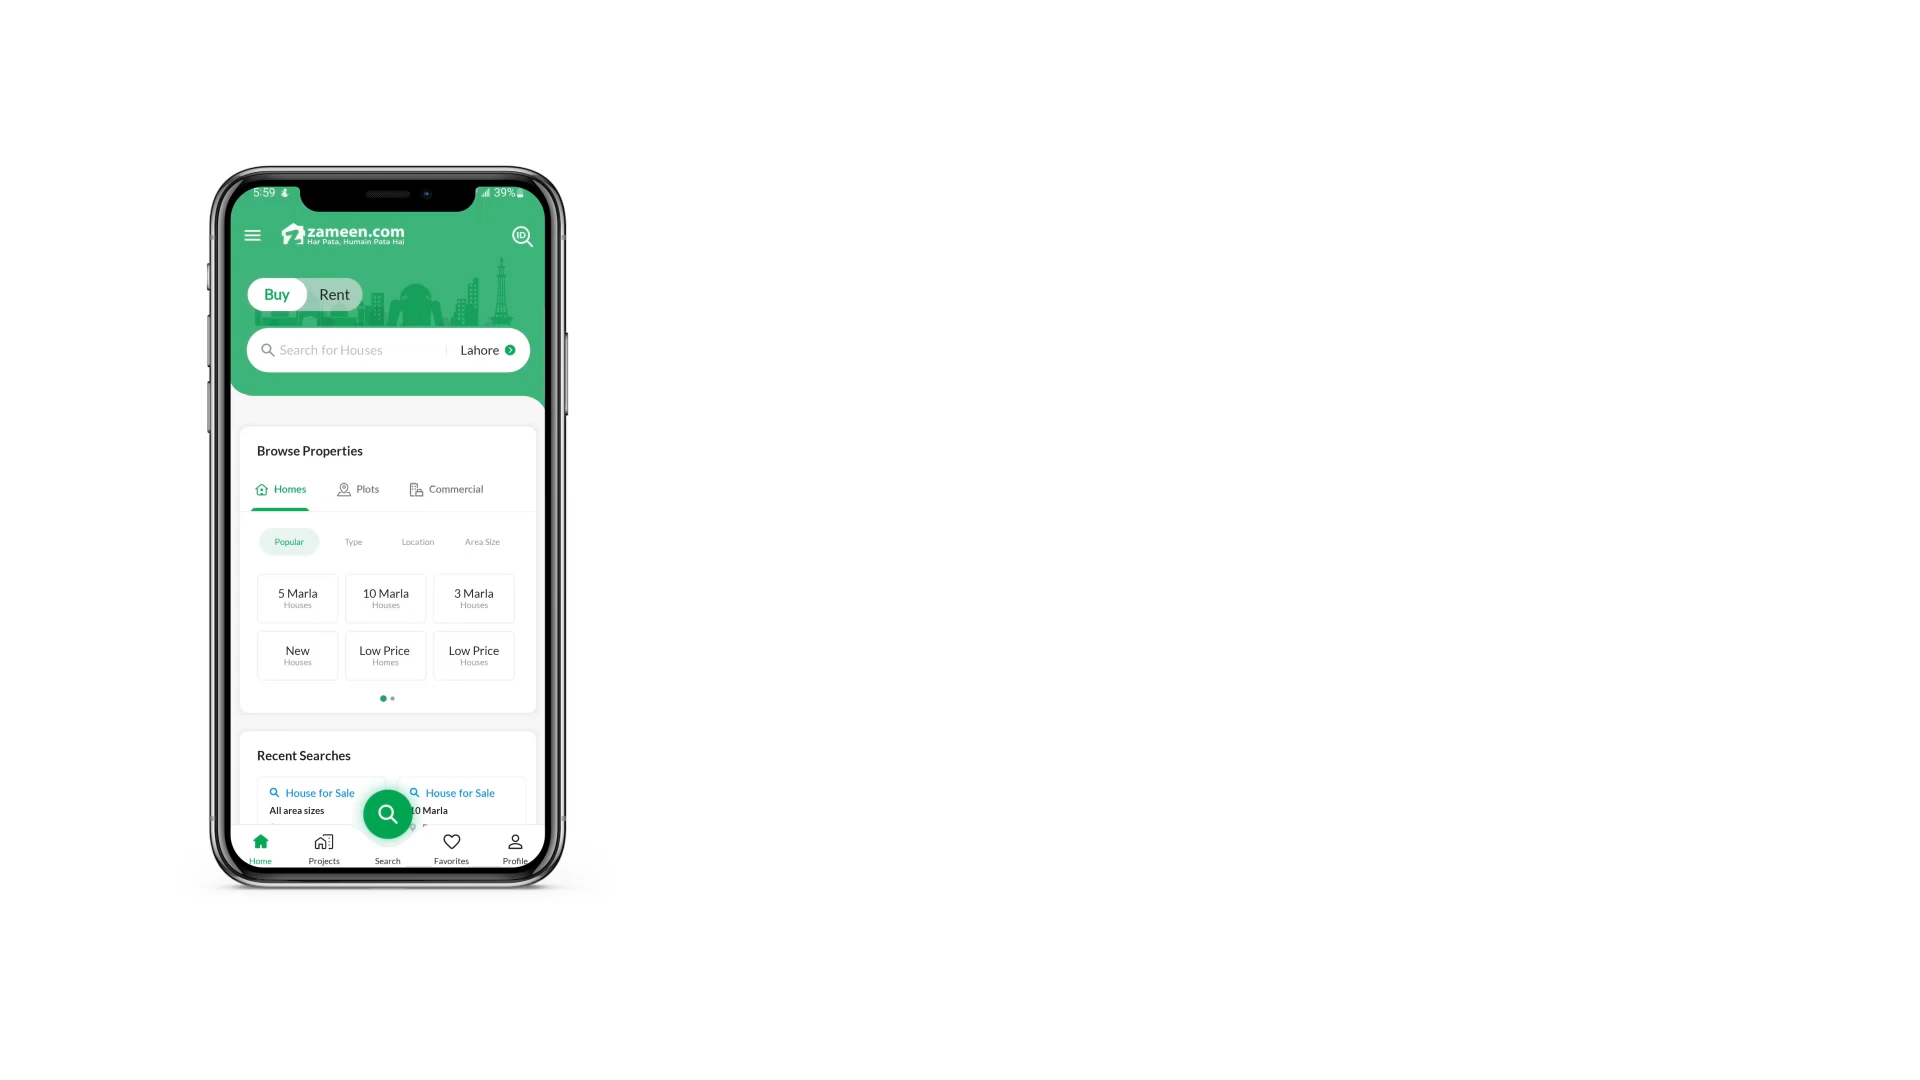 5:59 39%
zameen.com
Har Pata, Humain Pata Hai
ID
Buy Rent
Search for Houses Lahore
Browse Properties
Homes Plots Commercial
Popular Type Location Area Size
5 Marla 10 Marla 3 Marla
Houses Houses Houses
New Low Price Low Price
Houses Homes Houses
Recent Searches
House for Sale House for Sale
All area sizes 10 Marla
Home Projects Search Favorites Profile